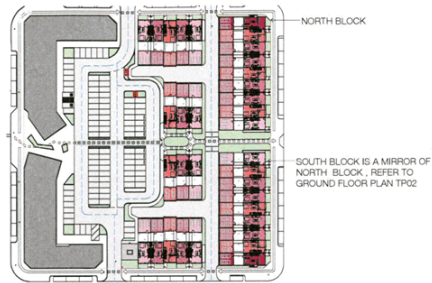 NORTH BLOCK
SOUTH BLOCK IS A MIRROR OF
NORTH BLOCK , REFER TO
GROUND FLOOR PLAN TP02